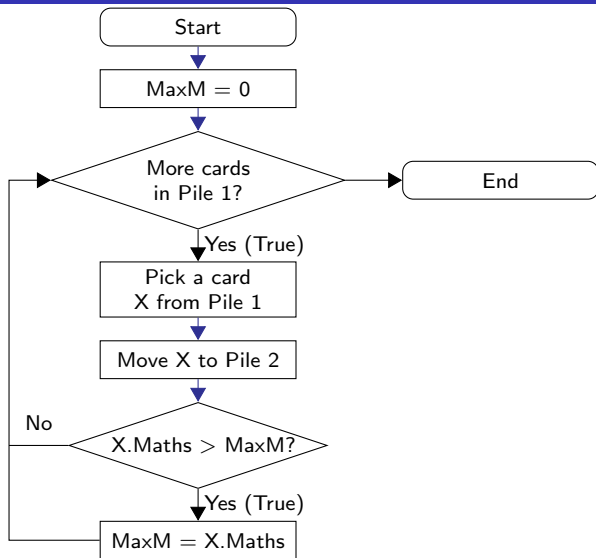 Start
MaxM = 0
More cards
in Pile 1?
End
Yes (True)
Pick a card
X from Pile 1
Move X to Pile 2
No
X.Maths > MaxM?
Yes (True)
MaxM = X.Maths